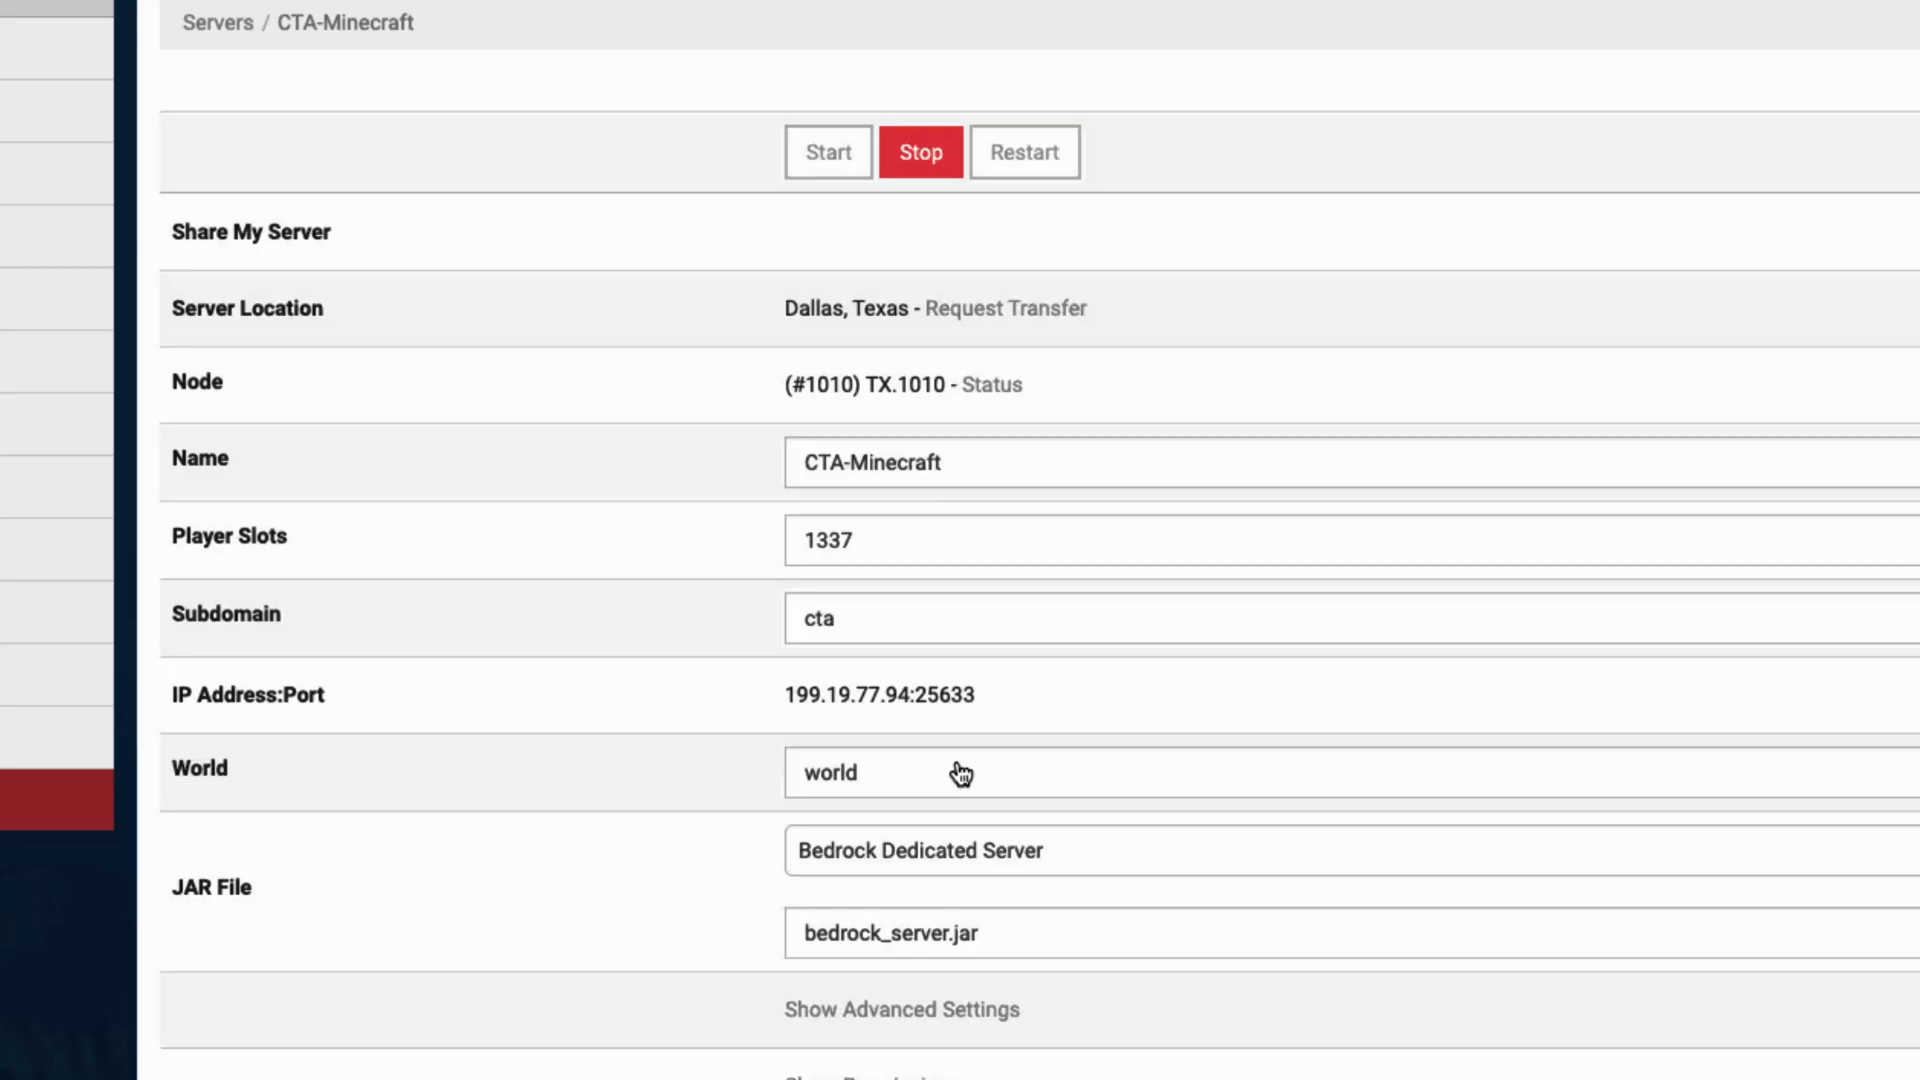 Servers / CTA-Minecraft
Start Stop Restart
Share My Server
Server Location Dallas, Texas - Request Transfer
Node (#1010) TX.1010 - Status
Name CTA-Minecraft
Player Slots 1337
Subdomain cta
IP Address:Port 199.19.77.94:25633
World world
Bedrock Dedicated Server
JAR File
bedrock_server.jar
Show Advanced Settings